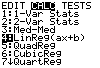 EDIT CALC TESTS
1:1-Var Stats
2:2-Var Stats
3:Med-Med
4:LinReg(ax+b)
5:QuadReg
6:CubicReg
7↓QuartReg